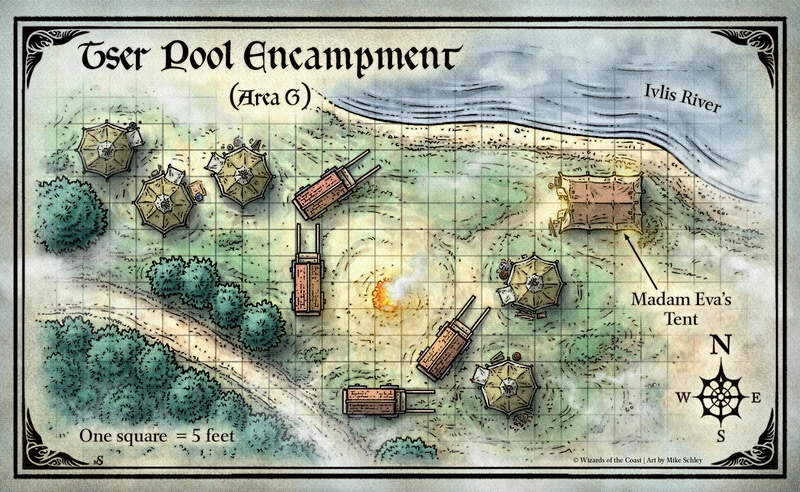 Tser Pool Encampment
(Area G)
Ivlis River
Madam Eva's
Tent
N
W
E
S
One square = 5 feet
MS
© Wizards of the Coast | Art by Mike Schley